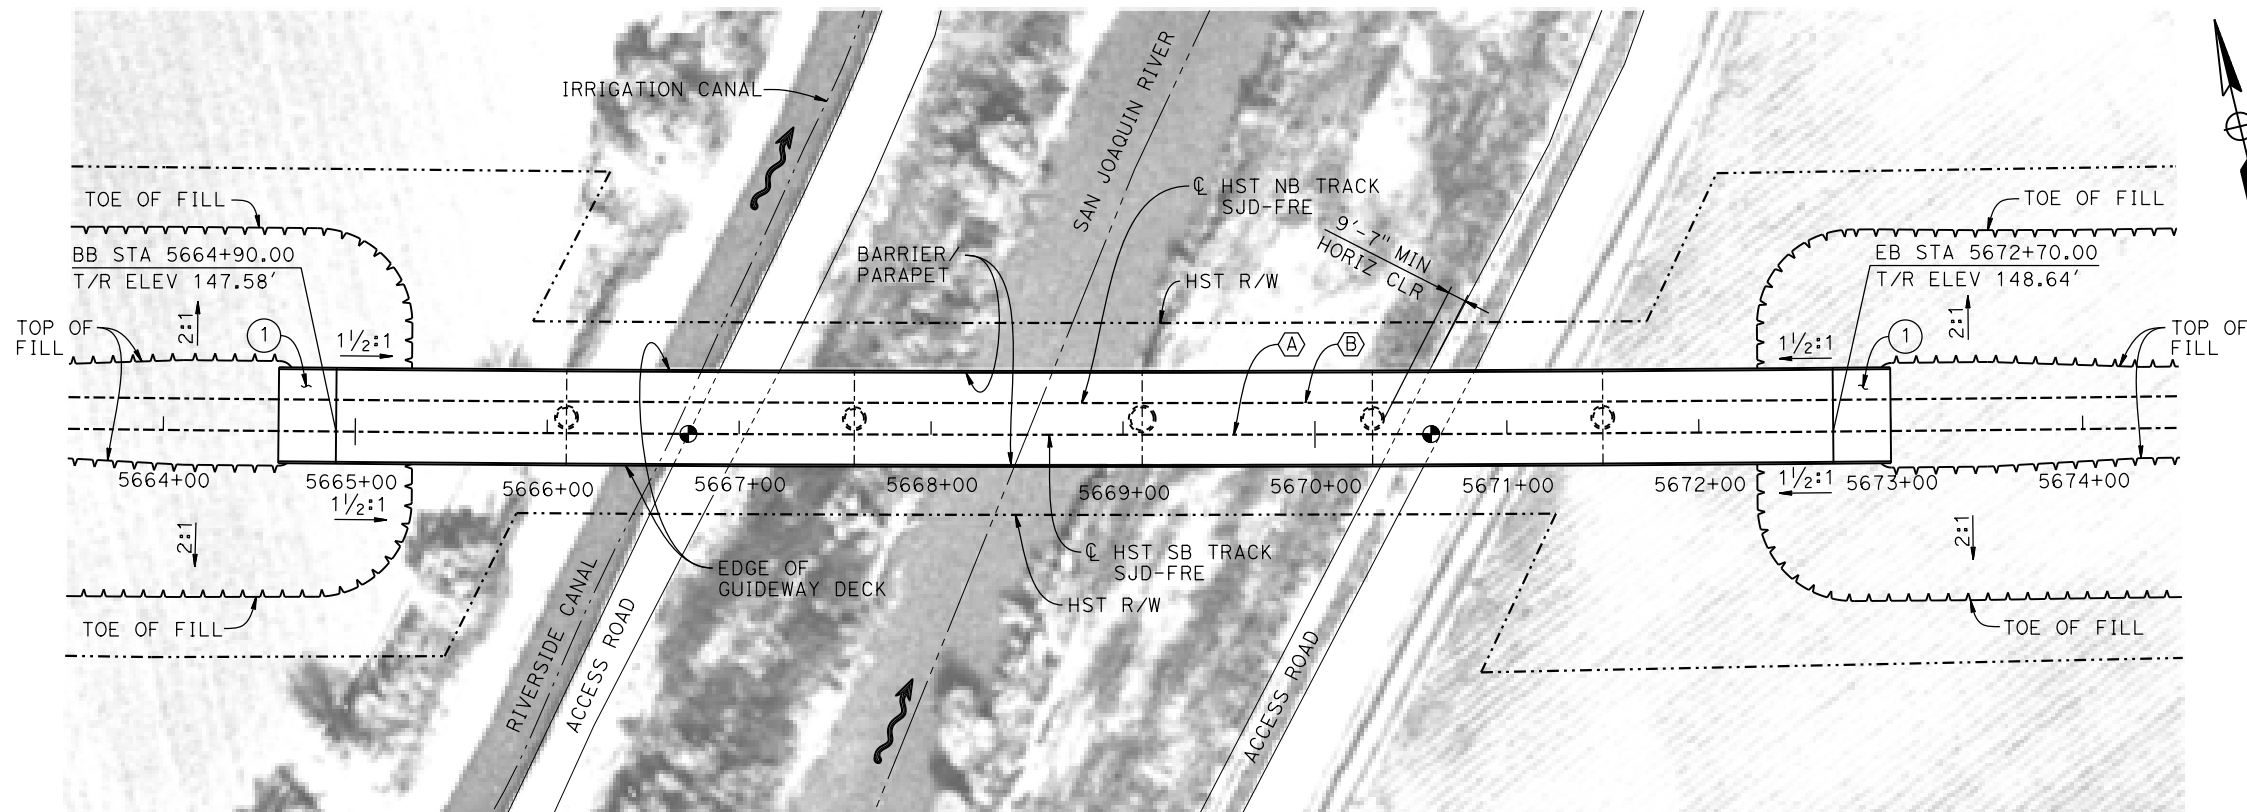 IRRIGATION CANAL
SAN JOAQUIN RIVER
℄ HST NB TRACK
SJD-FRE
TOE OF FILL
TOE OF FILL
9'-7" MIN
HORIZ CLR
BB STA 5664+90.00
T/R ELEV 147.58'
BARRIER/
PARAPET
HST R/W
EB STA 5672+70.00
T/R ELEV 148.64'
TOP OF
FILL
2:1
1
1½:1
A
B
1½:1
1
2:1
TOP OF
FILL
5664+00
5665+00
5666+00
5667+00
5668+00
5669+00
5670+00
5671+00
5672+00
5673+00
5674+00
1½:1
1½:1
2:1
2:1
EDGE OF
GUIDEWAY DECK
℄ HST SB TRACK
SJD-FRE
HST R/W
TOE OF FILL
TOE OF FILL
RIVERSIDE CANAL
ACCESS ROAD
ACCESS ROAD